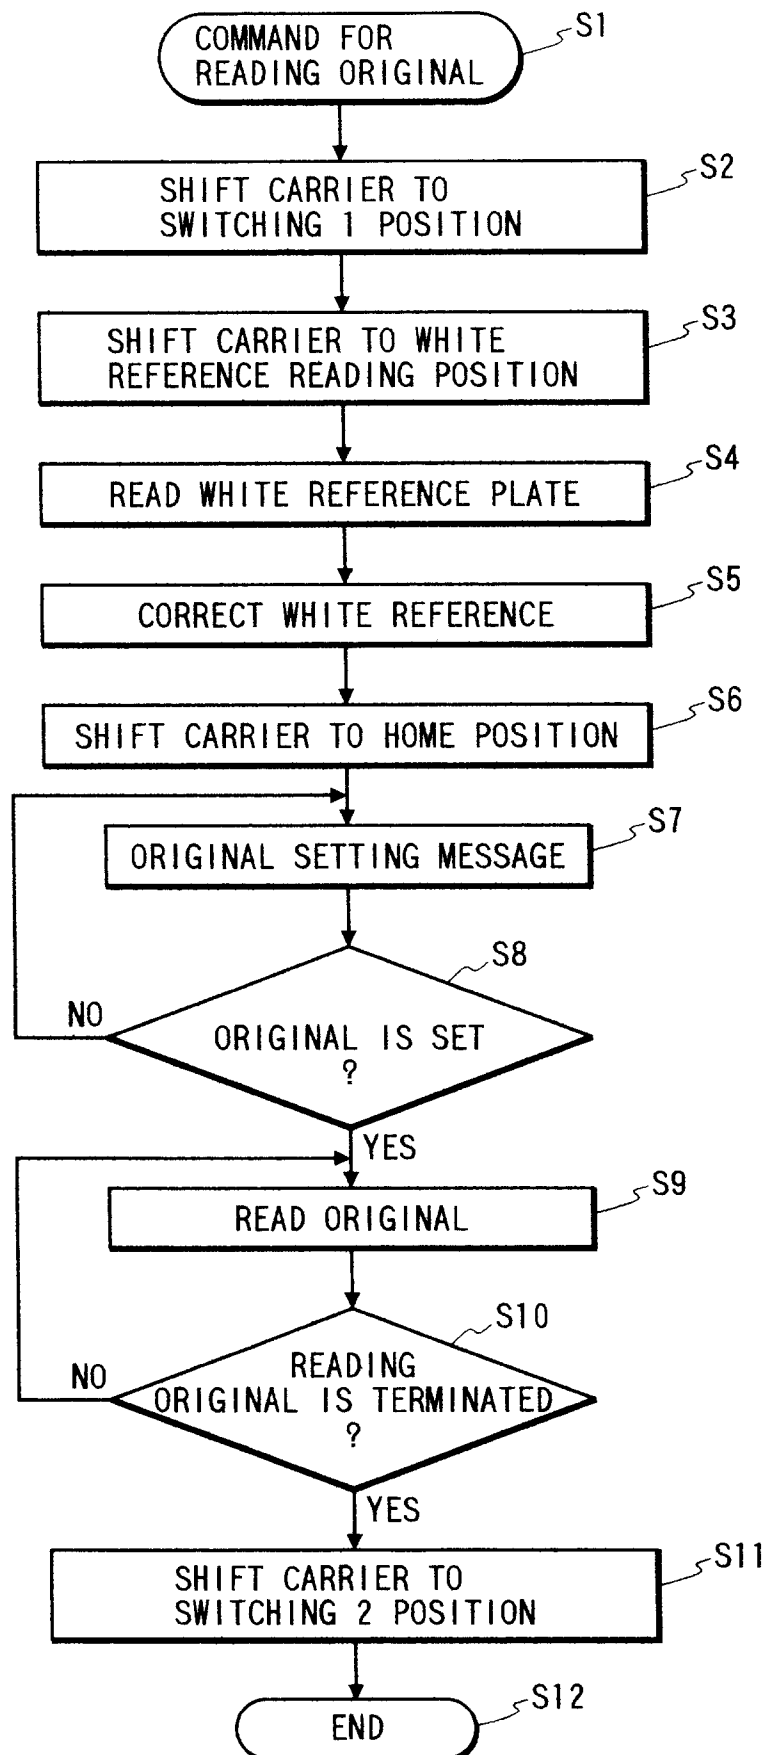 COMMAND FOR
READING ORIGINAL
S1
SHIFT CARRIER TO
SWITCHING 1 POSITION
S2
SHIFT CARRIER TO WHITE
REFERENCE READING POSITION
S3
READ WHITE REFERENCE PLATE
S4
CORRECT WHITE REFERENCE
S5
SHIFT CARRIER TO HOME POSITION
S6
ORIGINAL SETTING MESSAGE
S7
S8
NO
ORIGINAL IS SET
?
YES
READ ORIGINAL
S9
S10
NO
READING
ORIGINAL IS TERMINATED
?
YES
SHIFT CARRIER TO
SWITCHING 2 POSITION
S11
END
S12